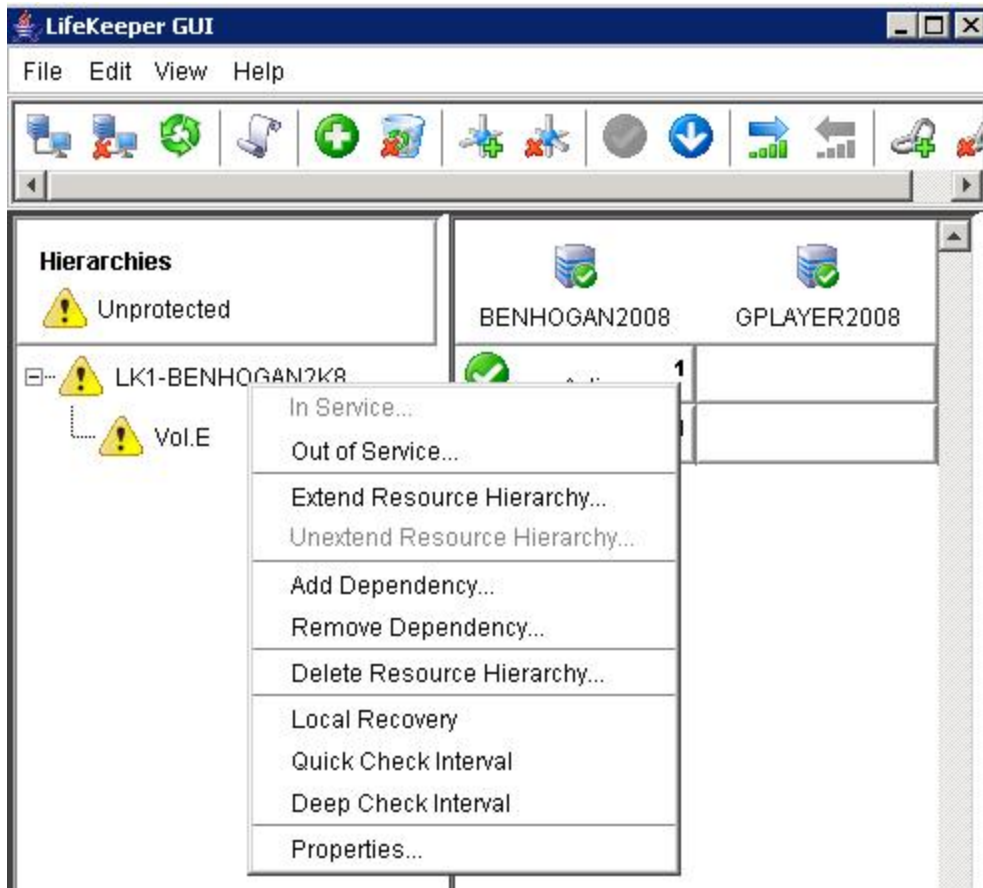 LifeKeeper GUI
File Edit View Help
Hierarchies
Unprotected
BENHOGAN2008 GPLAYER2008
LK1-BENHOGAN2K8
1
Vol.E
In Service...
Out of Service...
Extend Resource Hierarchy...
Unextend Resource Hierarchy...
Add Dependency...
Remove Dependency...
Delete Resource Hierarchy...
Local Recovery
Quick Check Interval
Deep Check Interval
Properties...